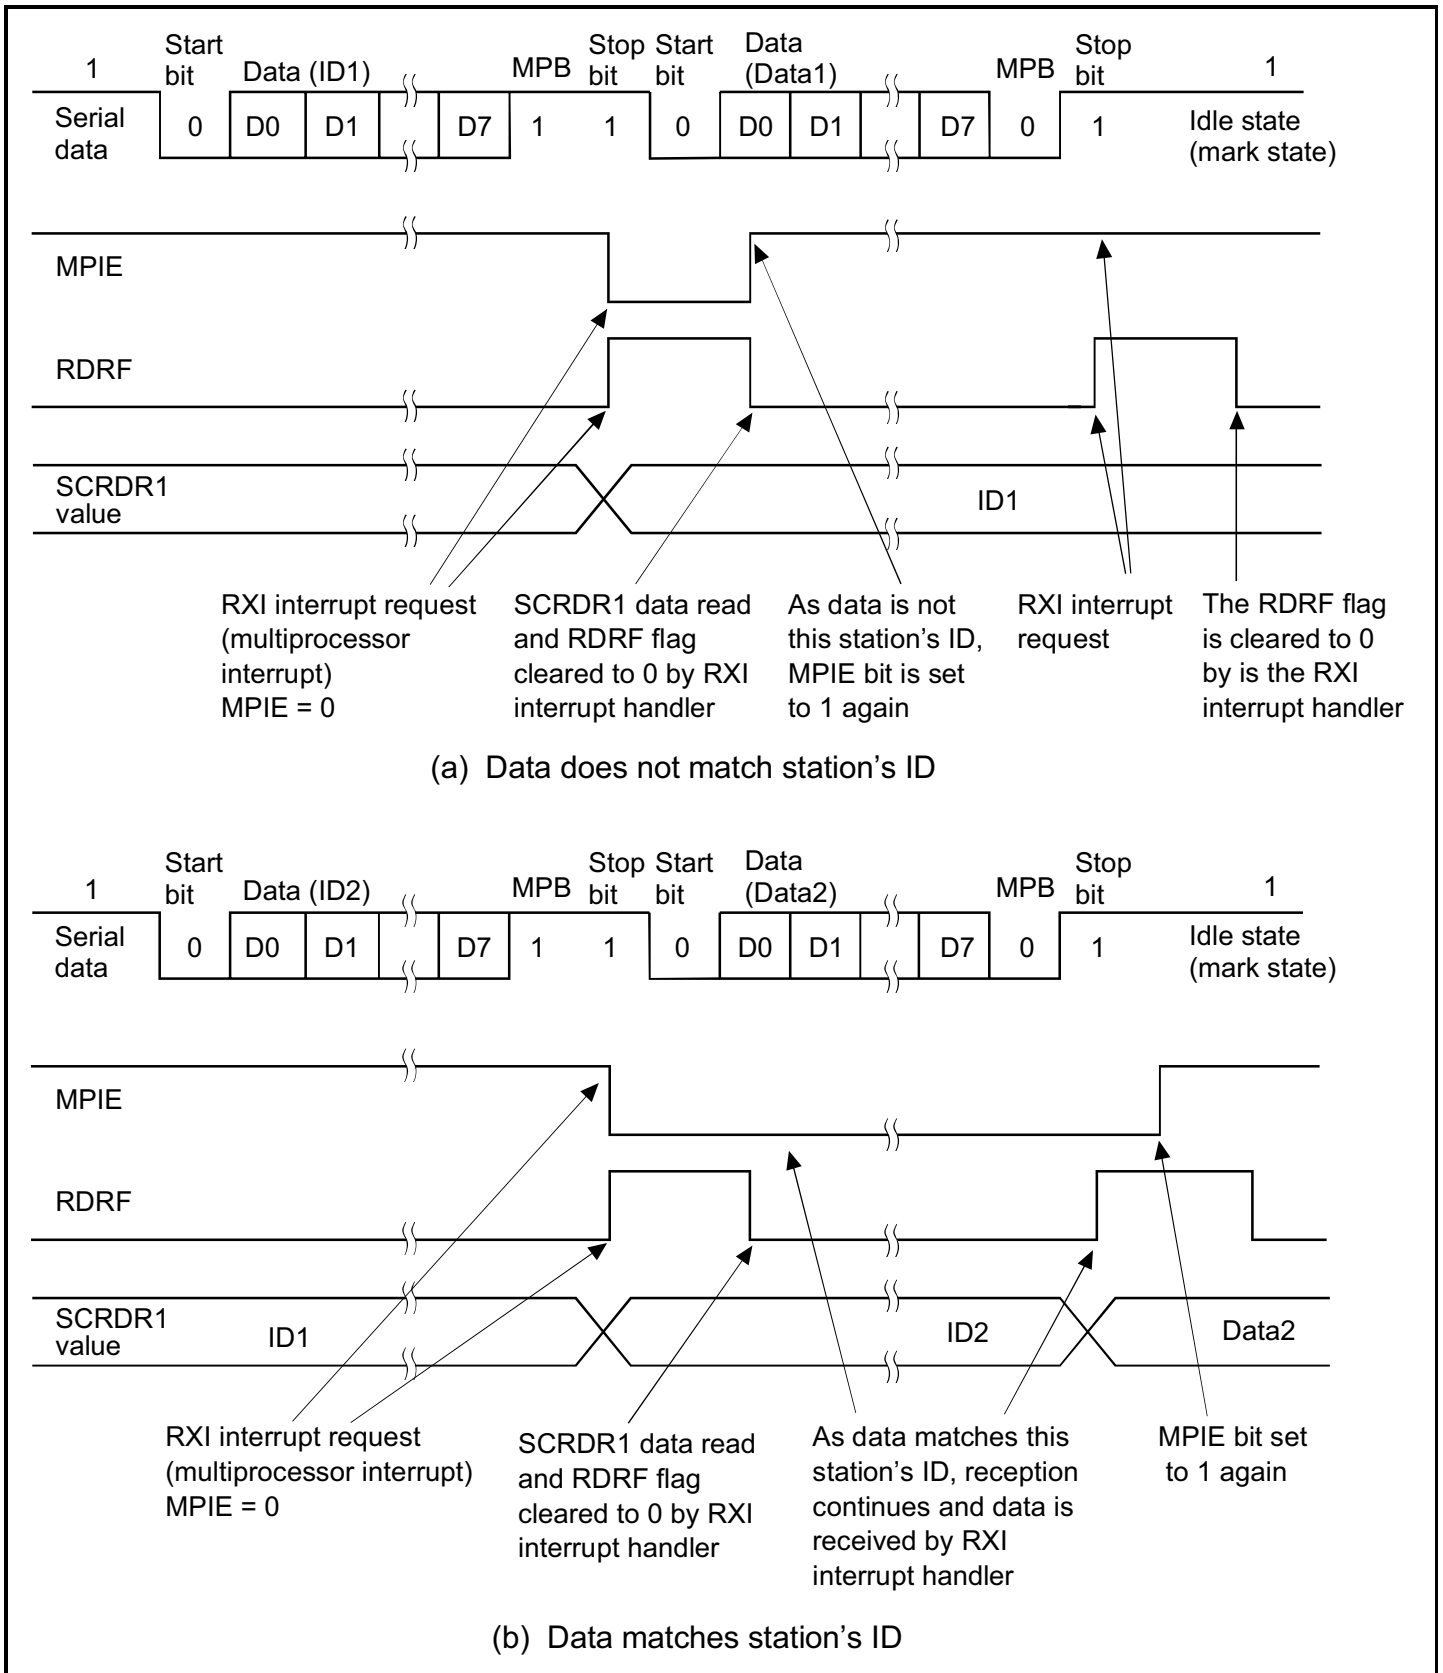 Start bit
Data (ID1)
MPB
Stop bit
Start bit
Data (Data1)
MPB
Stop bit
1
1
Serial data
0
D0
D1
D7
1
1
0
D0
D1
D7
0
1
Idle state (mark state)
MPIE
RDRF
SCRDR1 value
ID1
RXI interrupt request
(multiprocessor
interrupt)
MPIE = 0
SCRDR1 data read
and RDRF flag
cleared to 0 by RXI
interrupt handler
As data is not
this station's ID,
MPIE bit is set
to 1 again
RXI interrupt
request
The RDRF flag
is cleared to 0
by is the RXI
interrupt handler
(a) Data does not match station's ID
Start bit
Data (ID2)
MPB
Stop bit
Start bit
Data (Data2)
MPB
Stop bit
1
1
Serial data
0
D0
D1
D7
1
1
0
D0
D1
D7
0
1
Idle state (mark state)
MPIE
RDRF
SCRDR1 value
ID1
ID2
Data2
RXI interrupt request
(multiprocessor interrupt)
MPIE = 0
SCRDR1 data read
and RDRF flag
cleared to 0 by RXI
interrupt handler
As data matches this
station's ID, reception
continues and data is
received by RXI
interrupt handler
MPIE bit set
to 1 again
(b) Data matches station's ID